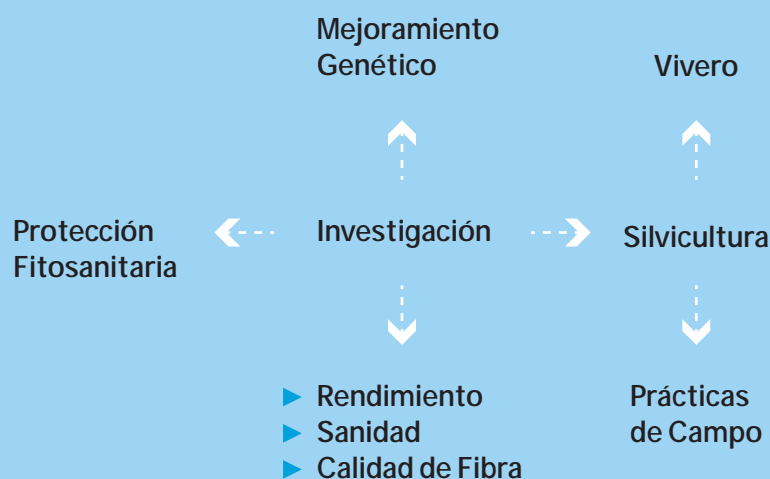 Mejoramiento
Genético
Vivero
Protección
Fitosanitaria
Investigación
Silvicultura
Rendimiento
Sanidad
Calidad de Fibra
Prácticas
de Campo